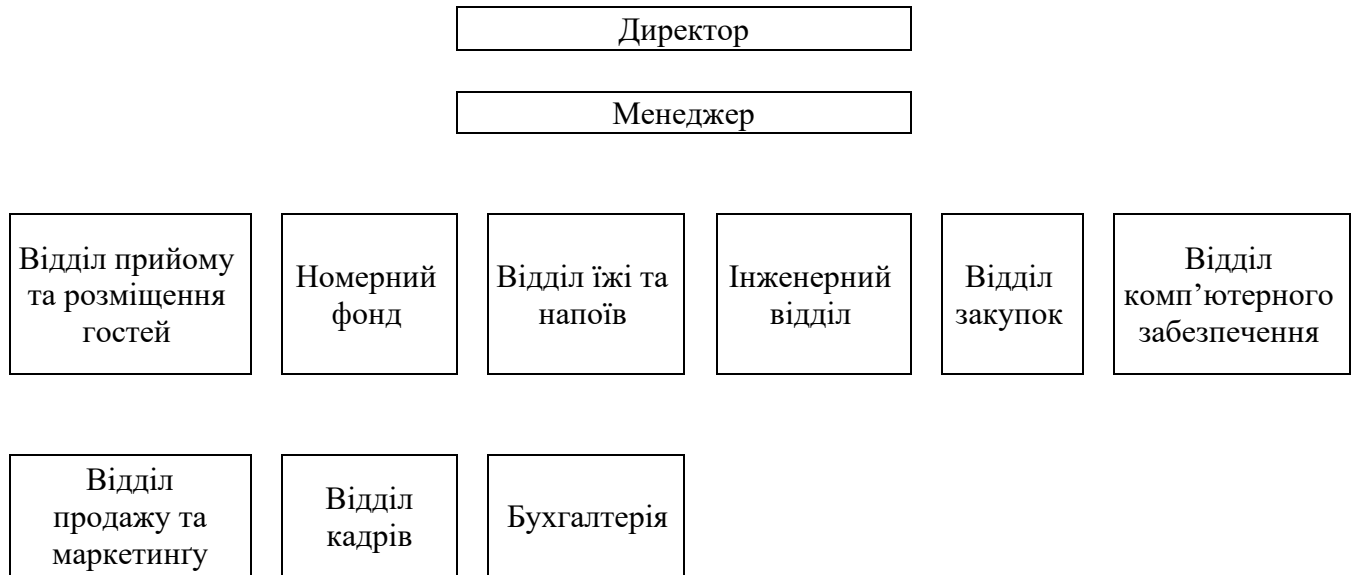 Директор
Менеджер
Відділ прийому
та розміщення
гостей
Номерний
фонд
Відділ їжі та
напоїв
Інженерний
відділ
Відділ
закупок
Відділ
комп’ютерного
забезпечення
Відділ
продажу та
маркетинґу
Відділ
кадрів
Бухгалтерія